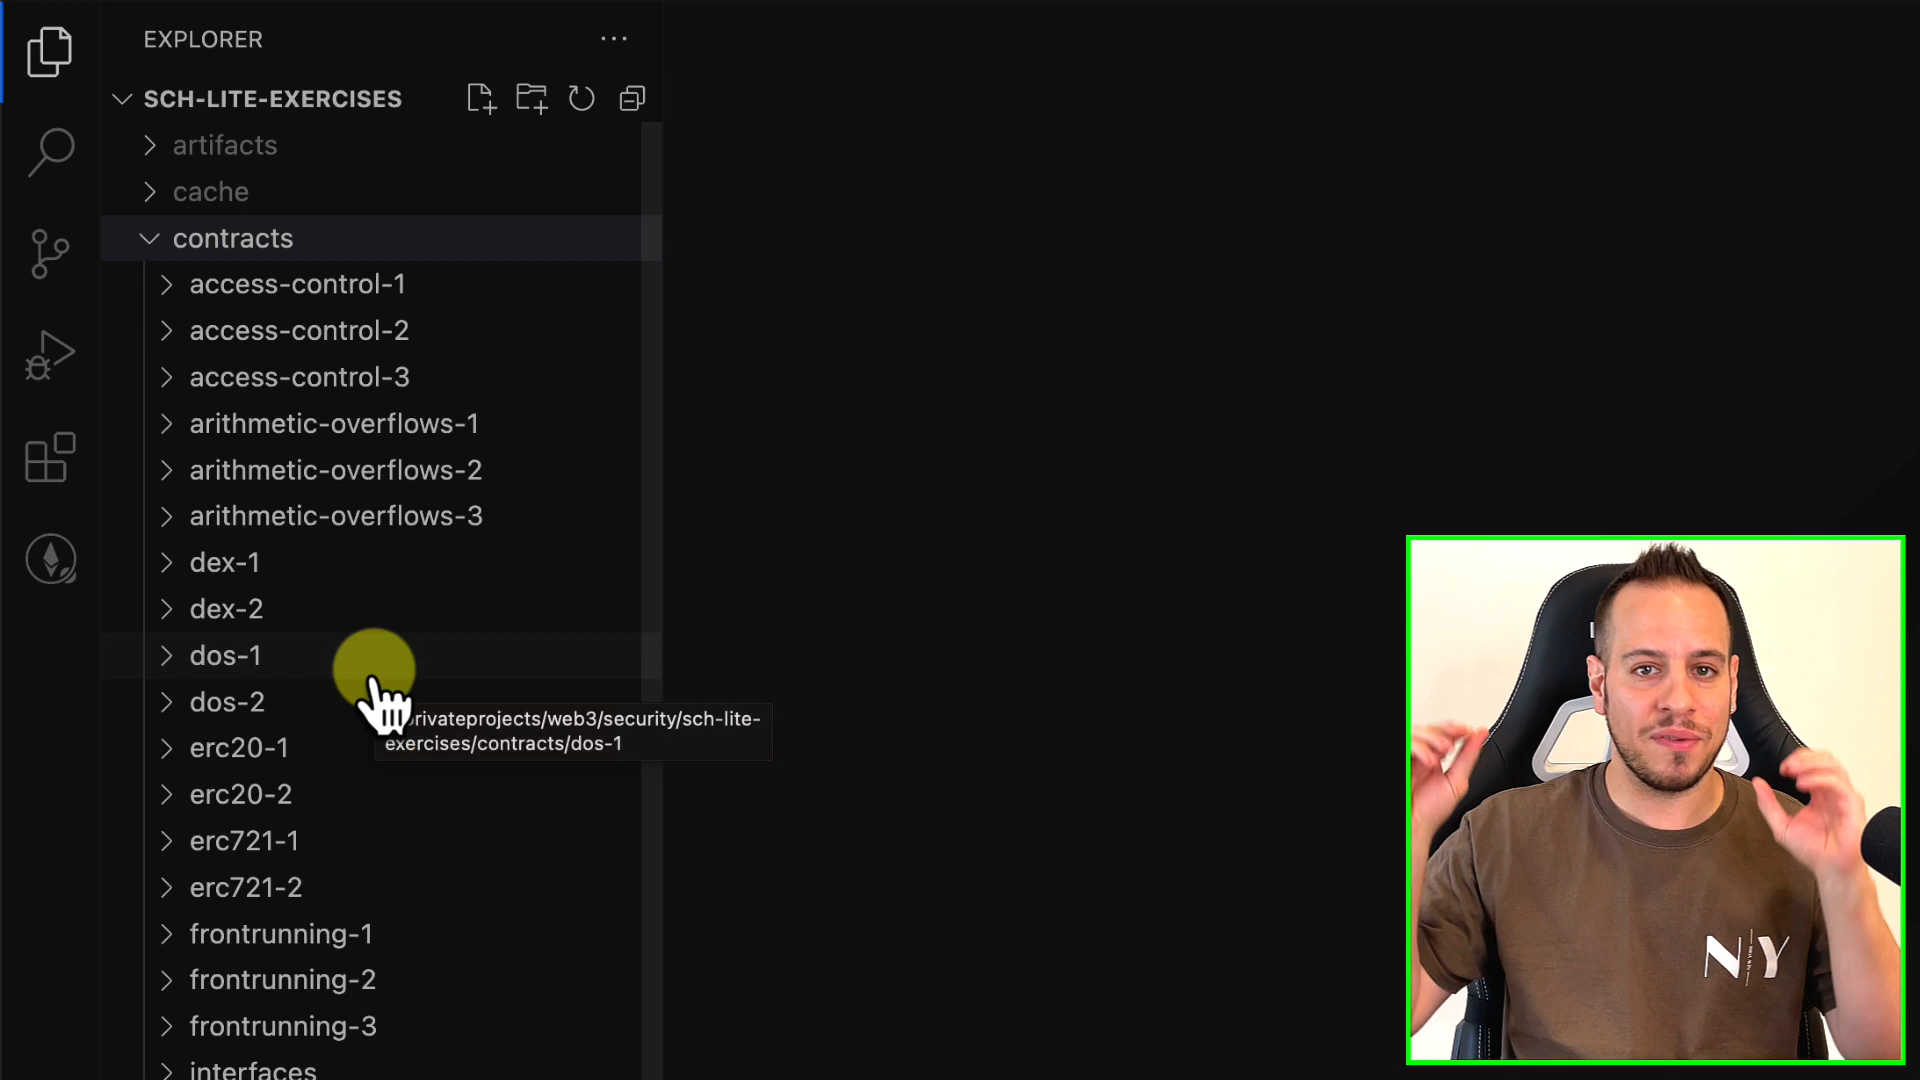 EXPLORER
SCH-LITE-EXERCISES
artifacts
cache
contracts
access-control-1
access-control-2
access-control-3
arithmetic-overflows-1
arithmetic-overflows-2
arithmetic-overflows-3
dex-1
dex-2
dos-1
dos-2
privateprojects/web3/security/sch-lite-
exercises/contracts/dos-1
erc20-1
erc20-2
erc721-1
erc721-2
frontrunning-1
frontrunning-2
frontrunning-3
interfaces
NY